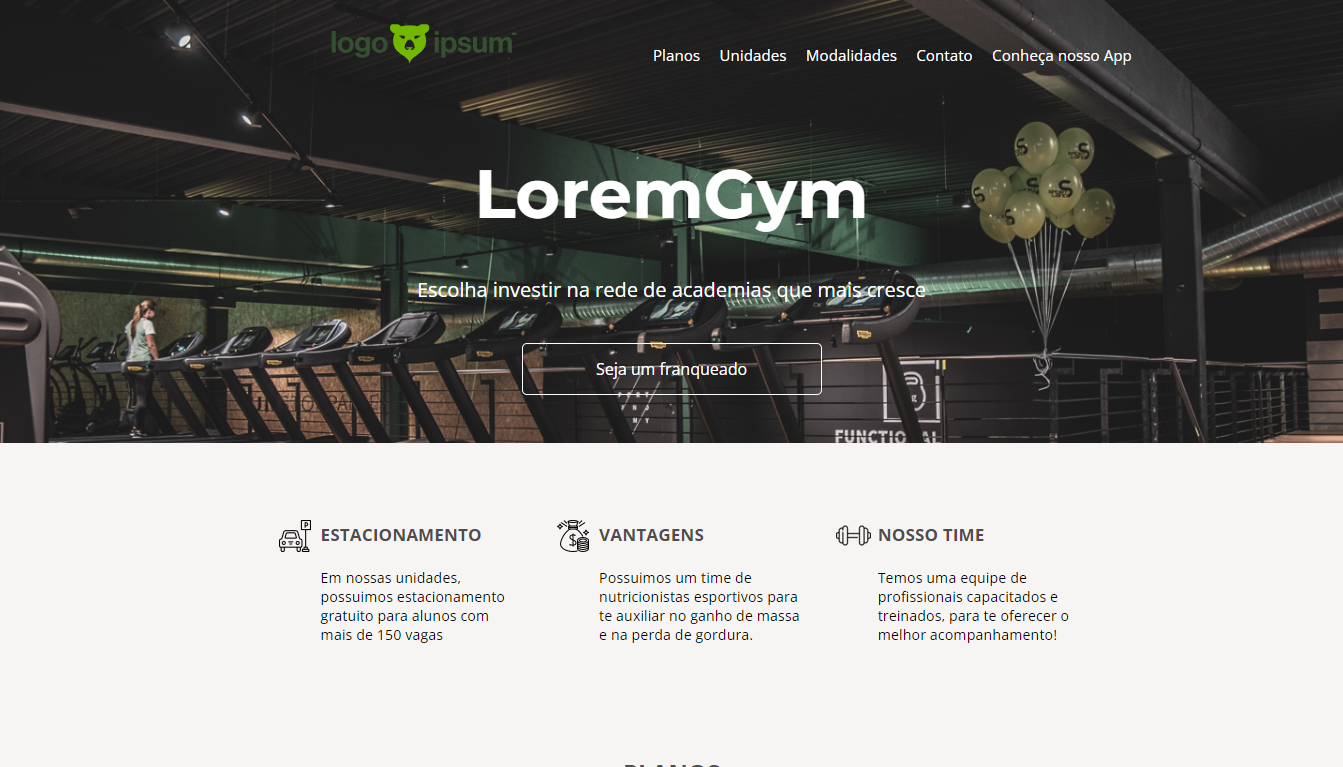 logo ipsum
Planos Unidades Modalidades Contato Conheça nosso App
LoremGym
Escolha investir na rede de academias que mais cresce
Seja um franqueado
FUNCTIONAL
P
ESTACIONAMENTO
Em nossas unidades,
possuimos estacionamento
gratuito para alunos com
mais de 150 vagas
$
VANTAGENS
Possuimos um time de
nutricionistas esportivos para
te auxiliar no ganho de massa
e na perda de gordura.
NOSSO TIME
Temos uma equipe de
profissionais capacitados e
treinados, para te oferecer o
melhor acompanhamento!
PLANOS